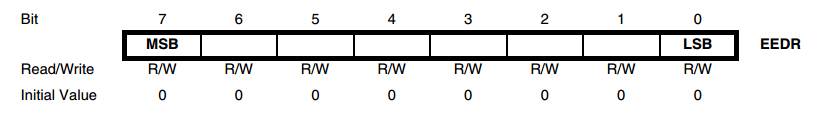 Bit 7 6 5 4 3 2 1 0
MSB LSB EEDR
Read/Write R/W R/W R/W R/W R/W R/W R/W R/W
Initial Value 0 0 0 0 0 0 0 0